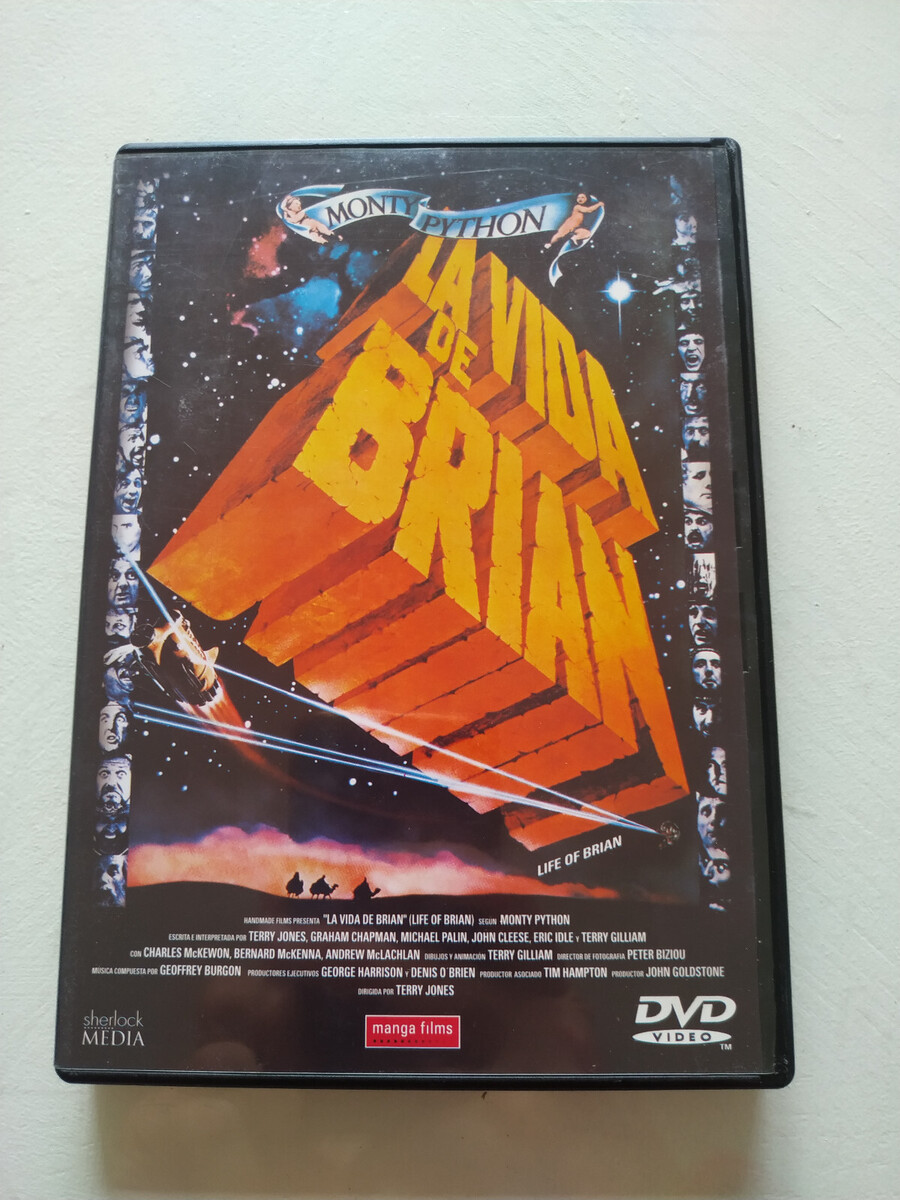 MONTY PYTHON
LA VIDA
DE
BRIAN
LIFE OF BRIAN
HANDMADE FILMS PRESENTA "LA VIDA DE BRIAN" (LIFE OF BRIAN) SEGUN MONTY PYTHON
ESCRITA E INTERPRETADA POR TERRY JONES, GRAHAM CHAPMAN, MICHAEL PALIN, JOHN CLEESE, ERIC IDLE Y TERRY GILLIAM
CON CHARLES McKEWON, BERNARD McKENNA, ANDREW McLACHLAN DIBUJOS Y ANIMACIÓN TERRY GILLIAM DIRECTOR DE FOTOGRAFIA PETER BIZIOU
MÚSICA COMPUESTA POR GEOFFREY BURGON PRODUCTORES EJECUTIVOS GEORGE HARRISON Y DENIS O'BRIEN PRODUCTOR ASOCIADO TIM HAMPTON PRODUCTOR JOHN GOLDSTONE
DIRIGIDA POR TERRY JONES
sherlock
MEDIA
manga films
DVD
VIDEO
TM